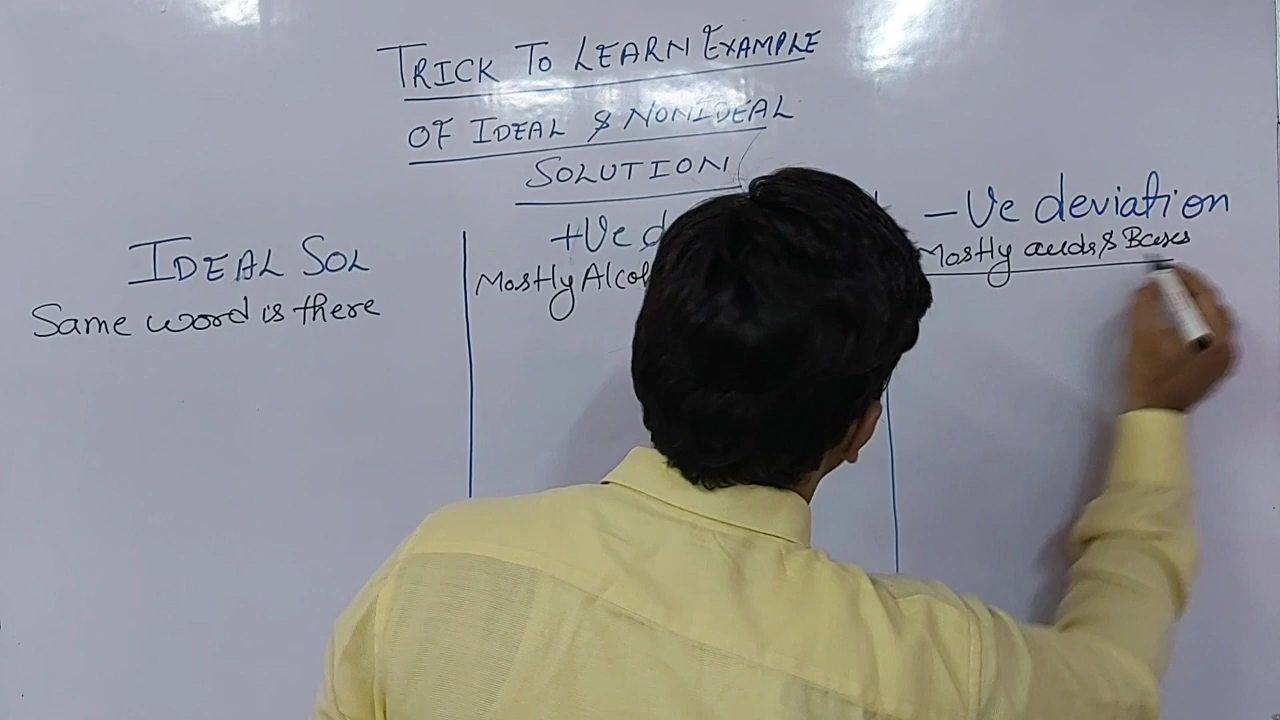 TRICK TO LEARN EXAMPLE
OF IDEAL & NONIDEAL
SOLUTION
IDEAL SOL
Same word is there
+Ve d
Mostly Alcoh
-Ve deviation
Mostly acids & Bases